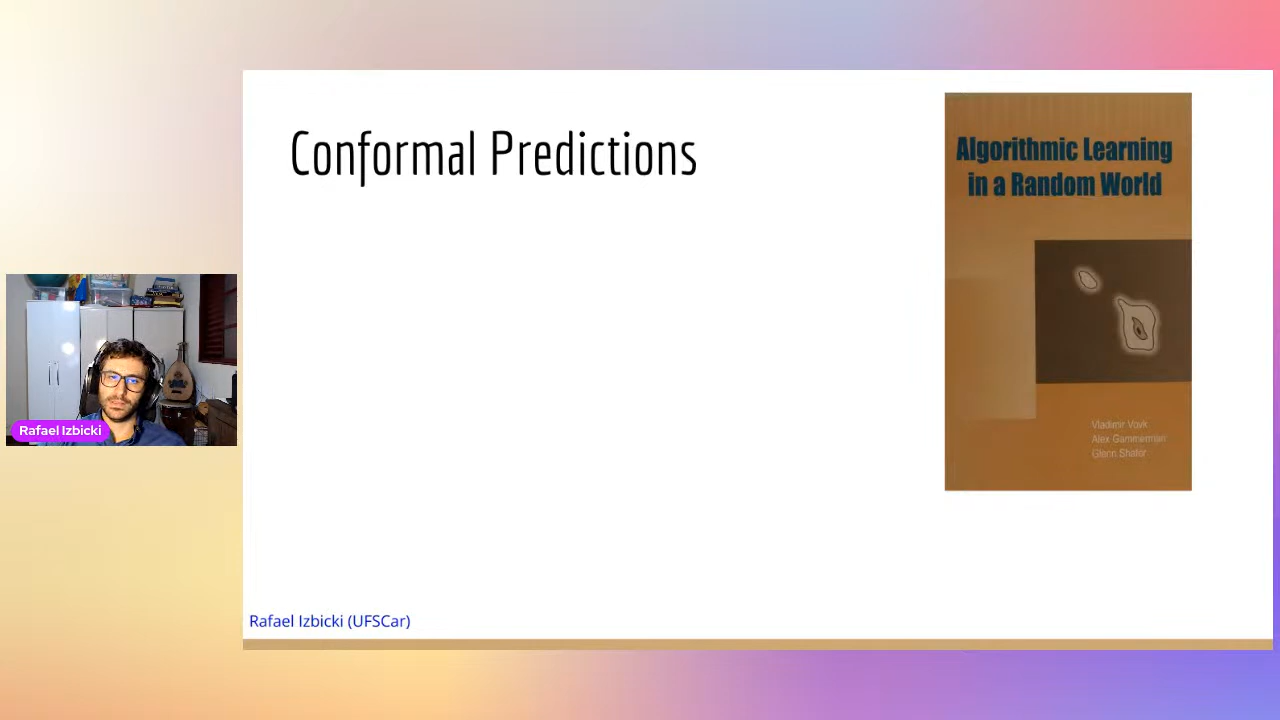 Conformal Predictions
Algorithmic Learning
in a Random World
Vladimir Vovk
Alex Gammerman
Glenn Shafer
Rafael Izbicki
Rafael Izbicki (UFSCar)